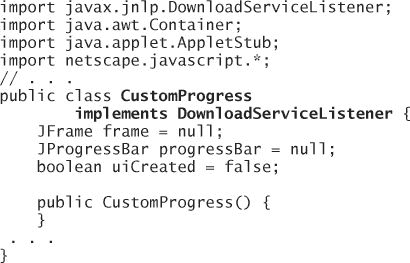 import javax.jnlp.DownloadServiceListener;
import java.awt.Container;
import java.applet.AppletStub;
import netscape.javascript.*;
// . . .
public class CustomProgress
        implements DownloadServiceListener {
    JFrame frame = null;
    JProgressBar progressBar = null;
    boolean uiCreated = false;

    public CustomProgress() {
    }
 . . .
}